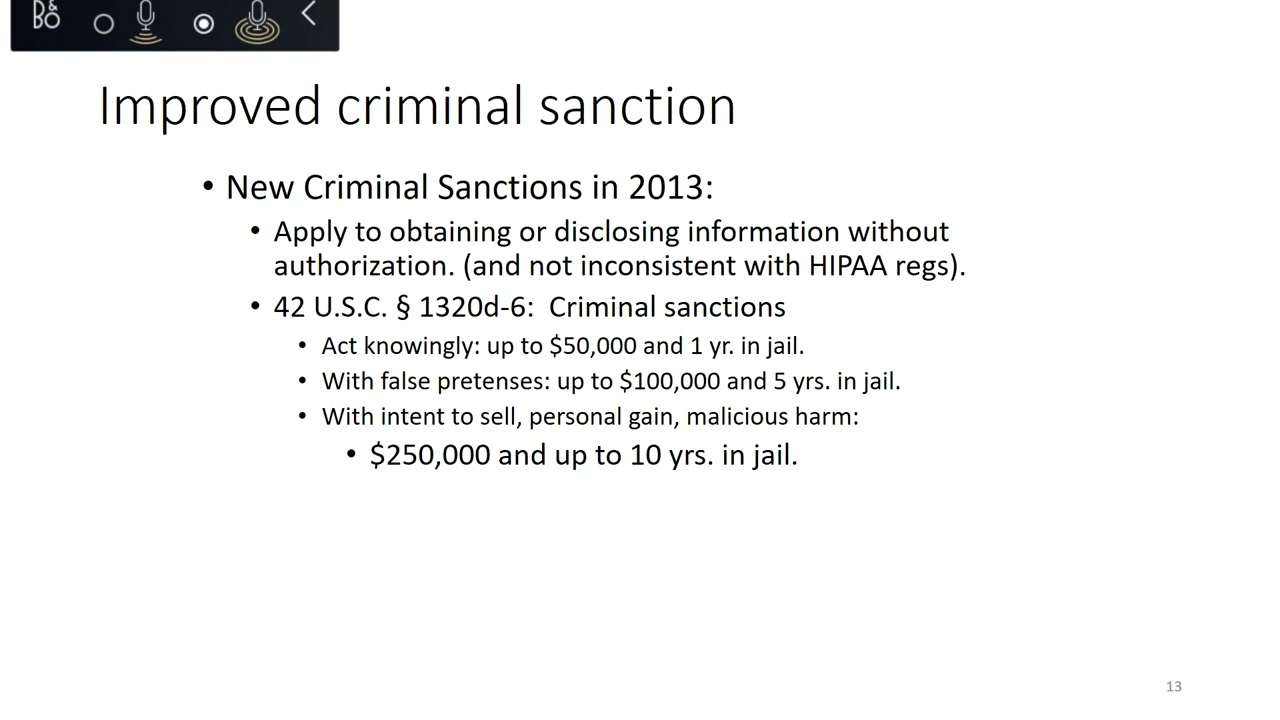 B&O
Improved criminal sanction
• New Criminal Sanctions in 2013:
• Apply to obtaining or disclosing information without
authorization. (and not inconsistent with HIPAA regs).
• 42 U.S.C. § 1320d-6:  Criminal sanctions
• Act knowingly: up to $50,000 and 1 yr. in jail.
• With false pretenses: up to $100,000 and 5 yrs. in jail.
• With intent to sell, personal gain, malicious harm:
• $250,000 and up to 10 yrs. in jail.
13